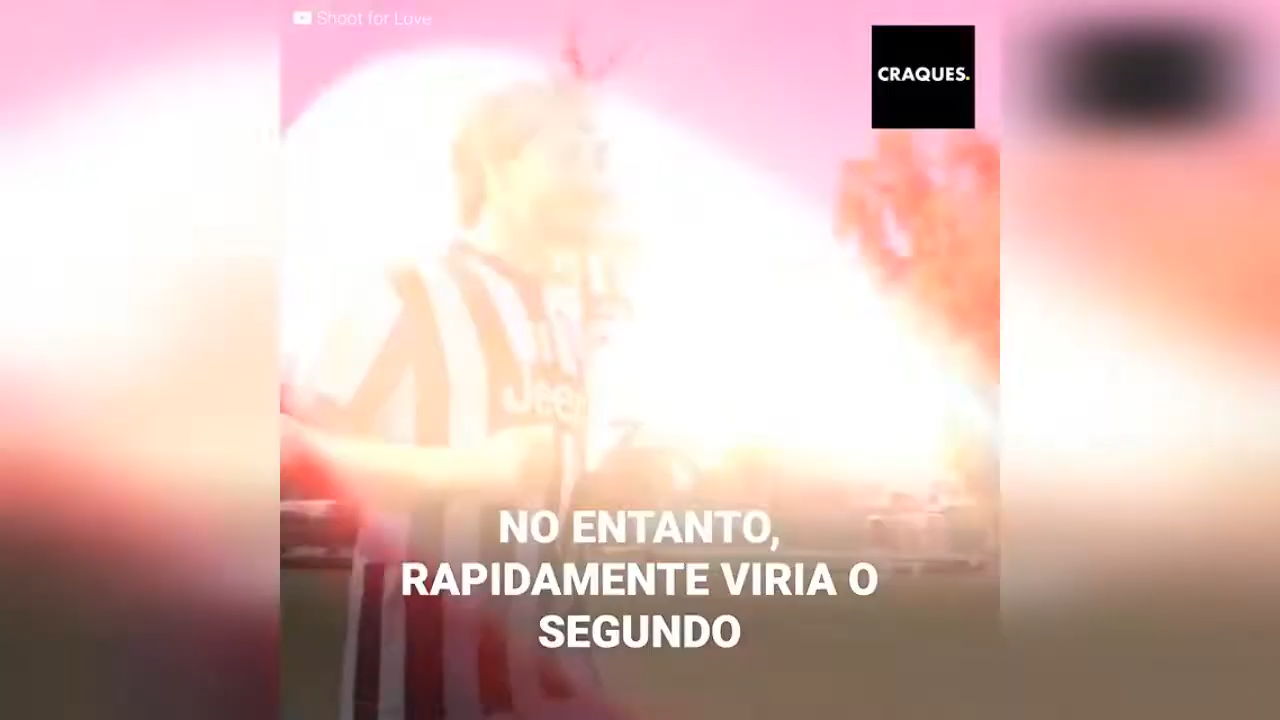 Shoot for Love
CRAQUES.
Jeep
NO ENTANTO,
RAPIDAMENTE VIRIA O
SEGUNDO